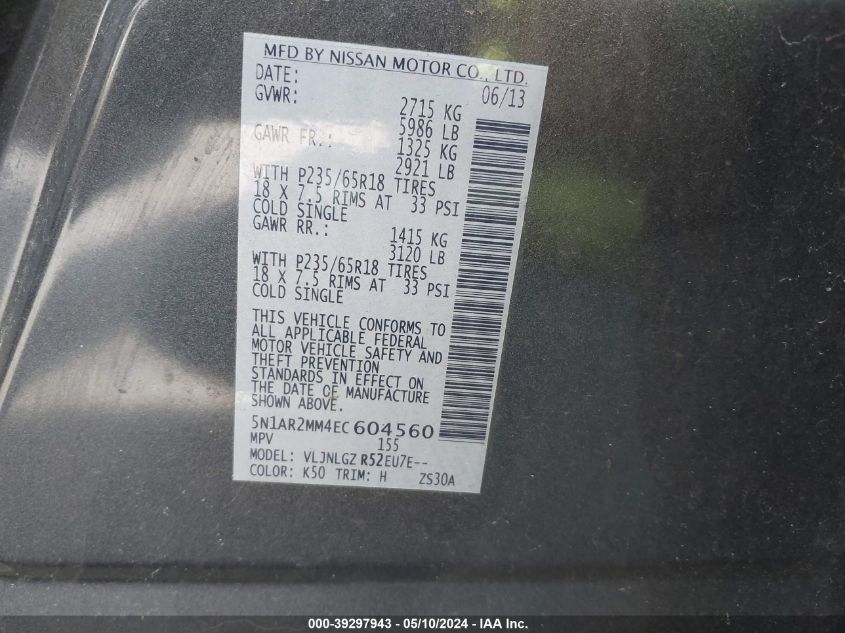 MFD BY NISSAN MOTOR CO., LTD.
DATE: 06/13
GVWR: 2715 KG
5986 LB
GAWR FR.: 1325 KG
2921 LB
WITH P235/65R18 TIRES
18 X 7.5 RIMS AT 33 PSI
COLD SINGLE
GAWR RR.: 1415 KG
3120 LB
WITH P235/65R18 TIRES
18 X 7.5 RIMS AT 33 PSI
COLD SINGLE
THIS VEHICLE CONFORMS TO
ALL APPLICABLE FEDERAL
MOTOR VEHICLE SAFETY AND
THEFT PREVENTION
STANDARDS IN EFFECT ON
THE DATE OF MANUFACTURE
SHOWN ABOVE.
5N1AR2MM4EC604560
MPV 155
MODEL: VLJNLGZ R52EU7E--
COLOR: K50 TRIM: H ZS30A
000-39297943 - 05/10/2024 - IAA Inc.